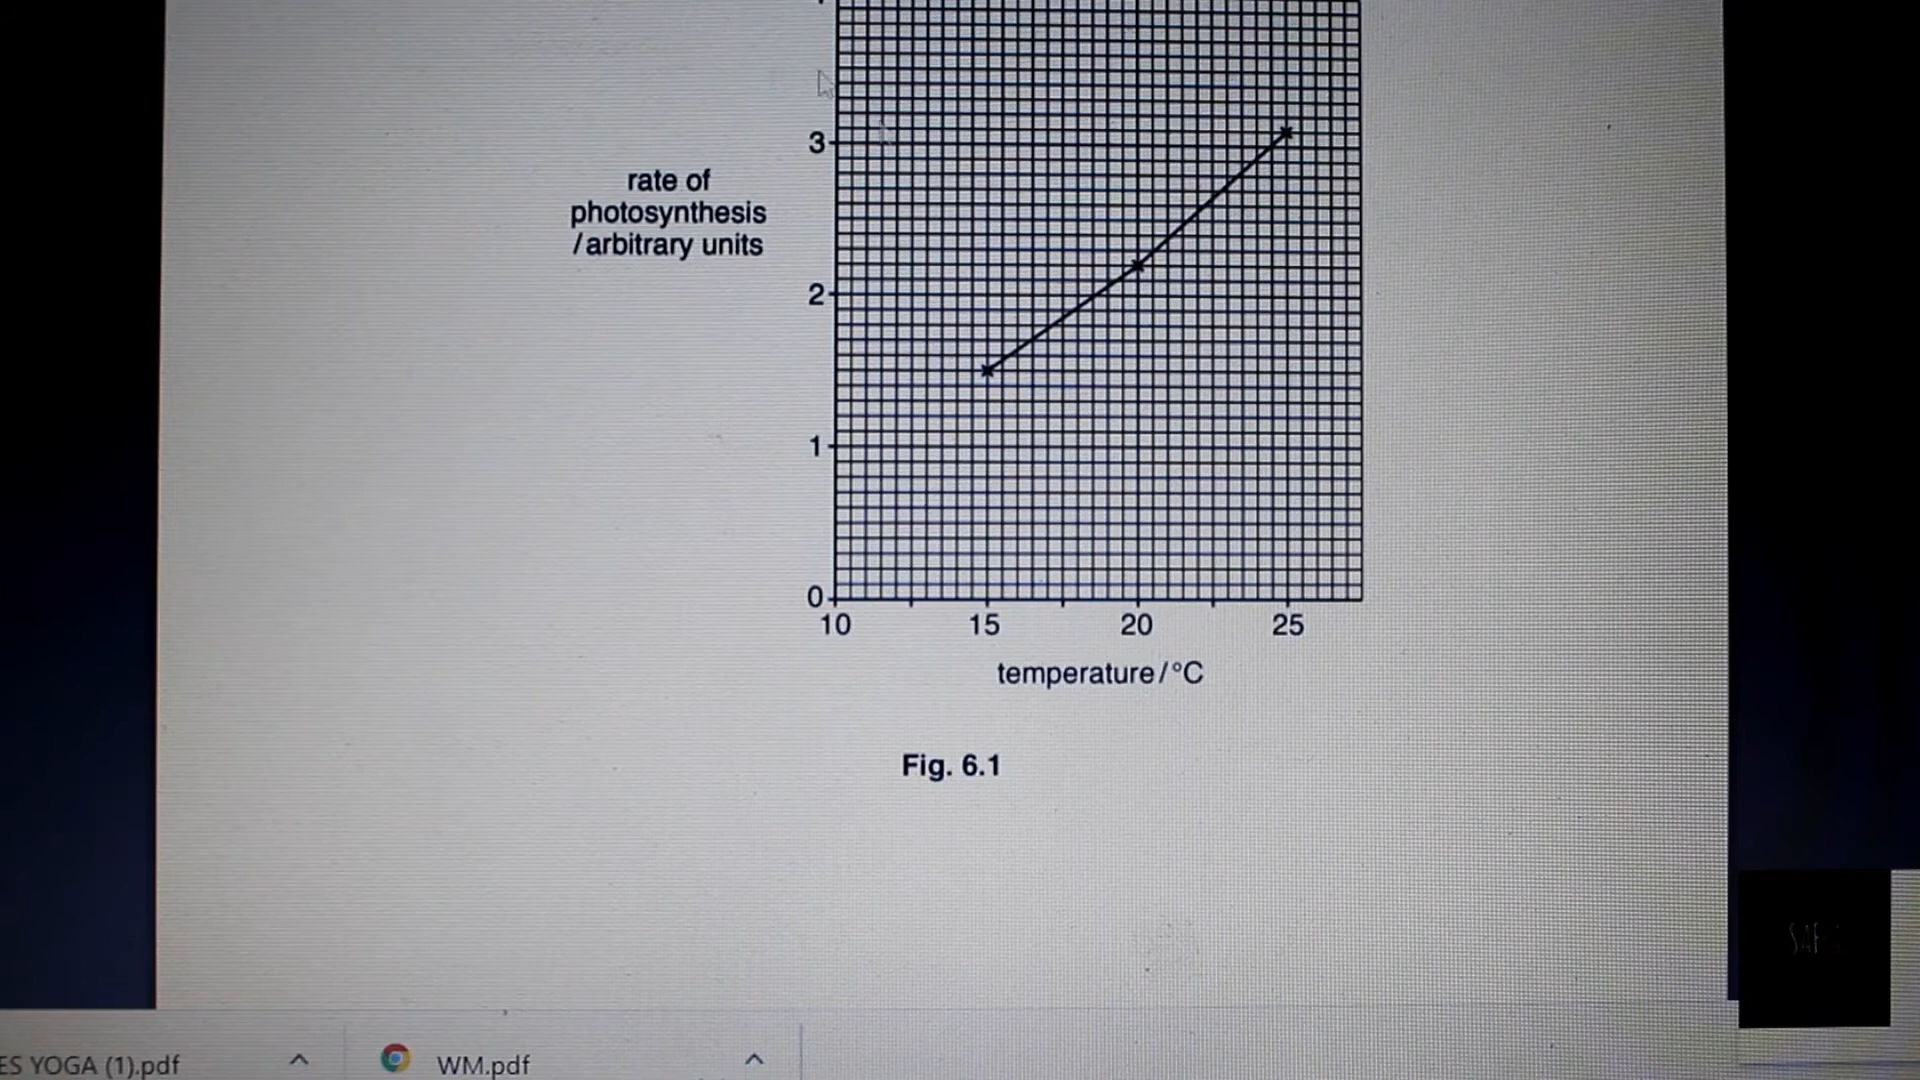 3
rate of
photosynthesis
/arbitrary units
2
1
0
10 15 20 25
temperature/°C
Fig. 6.1
ES YOGA (1).pdf
WM.pdf